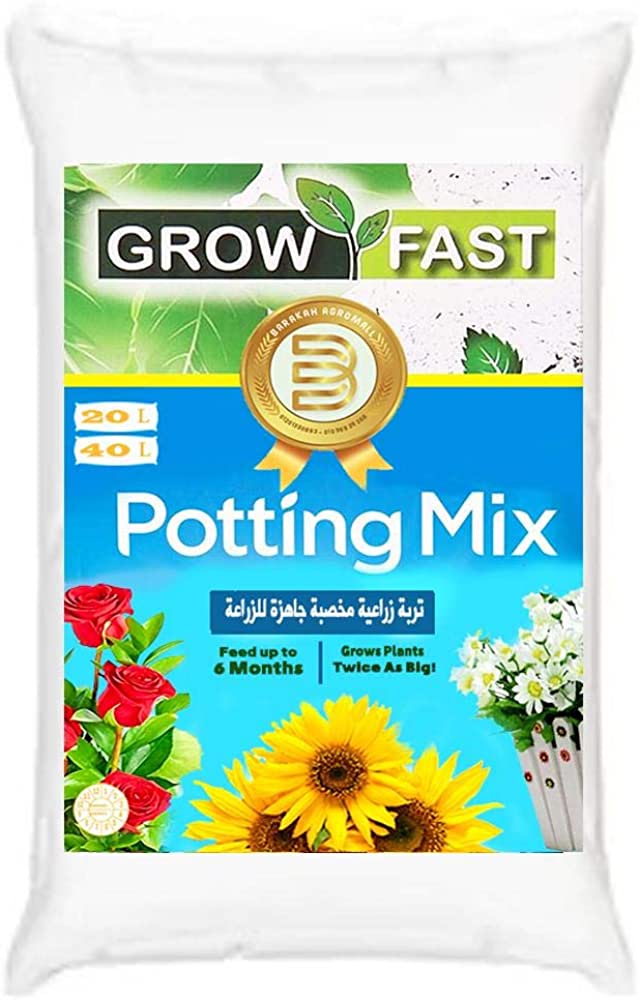 GROW FAST
BARAKAH AGROMALL
20 L
40 L
Potting Mix
تربة زراعية مخصبة جاهزة للزراعة
Feed up to
6 Months
Grows Plants
Twice As Big!